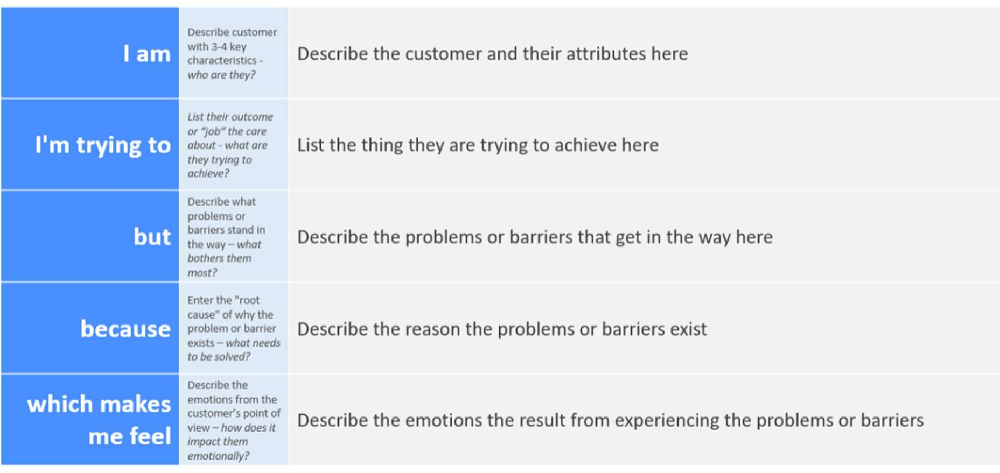 I am
Describe customer
with 3-4 key
characteristics -
who are they?
Describe the customer and their attributes here
I'm trying to
List their outcome
or “job” the care
about - what are
they trying to
achieve?
List the thing they are trying to achieve here
but
Describe what
problems or
barriers stand in
the way – what
bothers them
most?
Describe the problems or barriers that get in the way here
because
Enter the "root
cause" of why the
problem or barrier
exists – what needs
to be solved?
Describe the reason the problems or barriers exist
which makes
me feel
Describe the
emotions from the
customer’s point of
view – how does it
impact them
emotionally?
Describe the emotions the result from experiencing the problems or barriers